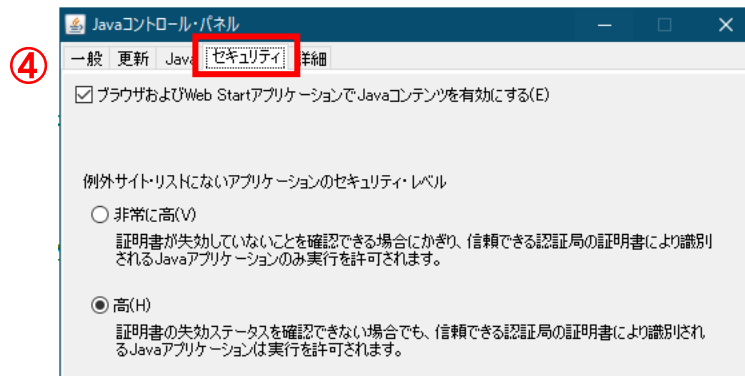 Javaコントロール・パネル
④
一般 更新 Java セキュリティ 詳細
ブラウザおよびWeb StartアプリケーションでJavaコンテンツを有効にする(E)
例外サイト・リストにないアプリケーションのセキュリティ・レベル
非常に高(V)
証明書が失効していないことを確認できる場合にかぎり、信頼できる認証局の証明書により識別
されるJavaアプリケーションのみ実行を許可されます。
高(H)
証明書の失効ステータスを確認できない場合でも、信頼できる認証局の証明書により識別され
るJavaアプリケーションは実行を許可されます。